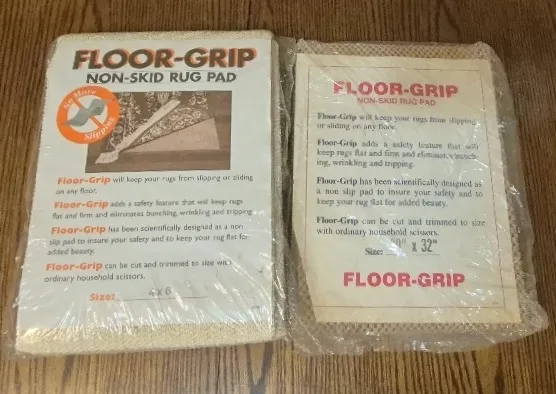 FLOOR-GRIP
NON-SKID RUG PAD
No More
Slipping
Floor-Grip will keep your rugs from slipping or sliding
on any floor.
Floor-Grip adds a safety feature that will keep rugs
flat and firm and eliminates bunching, wrinkling and tripping.
Floor-Grip has been scientifically designed as a non
slip pad to insure your safety and to keep your rug flat for
added beauty.
Floor-Grip can be cut and trimmed to size with
ordinary household scissors.
Size: 4x6
FLOOR-GRIP
NON-SKID RUG PAD
Floor-Grip will keep your rugs from slipping
or sliding on any floor.
Floor-Grip adds a safety feature that will
keep rugs flat and firm and eliminates bunch-
ing, wrinkling and tripping.
Floor-Grip has been scientifically designed as
a non slip pad to insure your safety and to
keep your rug flat for added beauty.
Floor-Grip can be cut and trimmed to size
with ordinary household scissors.
Size: x 32"
FLOOR-GRIP